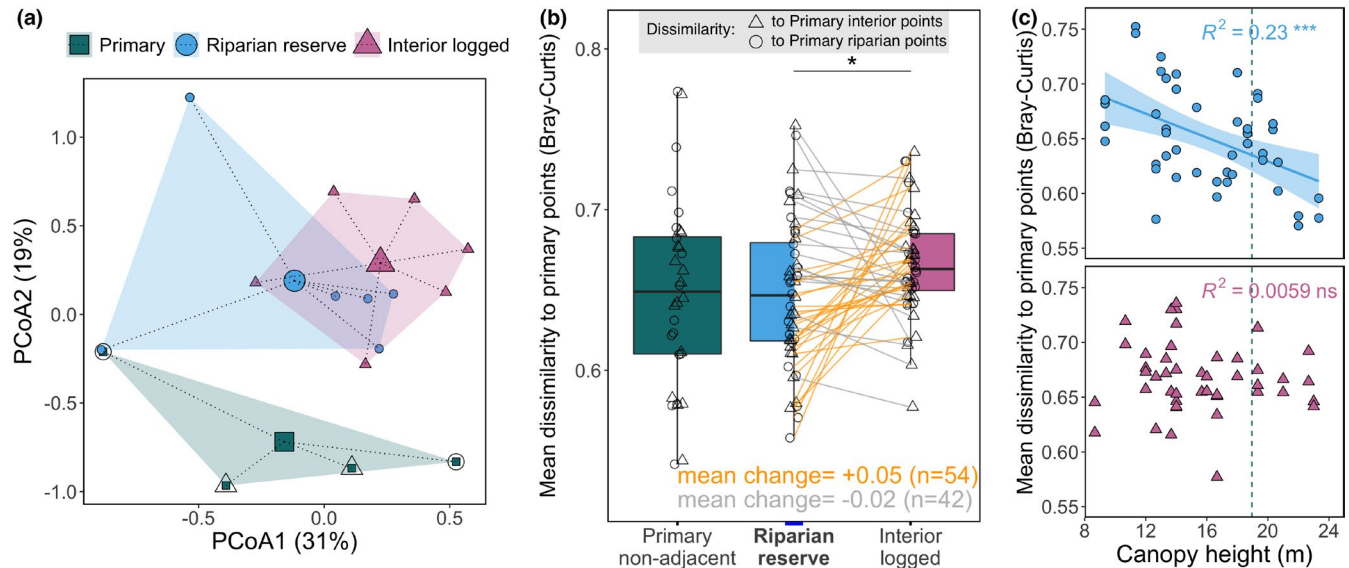 (a)
Primary
Riparian reserve
Interior logged
PCoA2 (19%)
1.0
0.5
0.0
-0.5
-1.0
-0.5
0.0
0.5
PCoA1 (31%)
(b)
Mean dissimilarity to primary points (Bray-Curtis)
0.8
0.7
0.6
Dissimilarity:
to Primary interior points
to Primary riparian points
*
mean change= +0.05 (n=54)
mean change= -0.02 (n=42)
Primary
non-adjacent
Riparian
reserve
Interior
logged
(c)
Mean dissimilarity to primary points (Bray-Curtis)
0.75
0.70
0.65
0.60
0.55
R² = 0.23 ***
0.75
0.70
0.65
0.60
0.55
R² = 0.0059 ns
8
12
16
20
24
Canopy height (m)